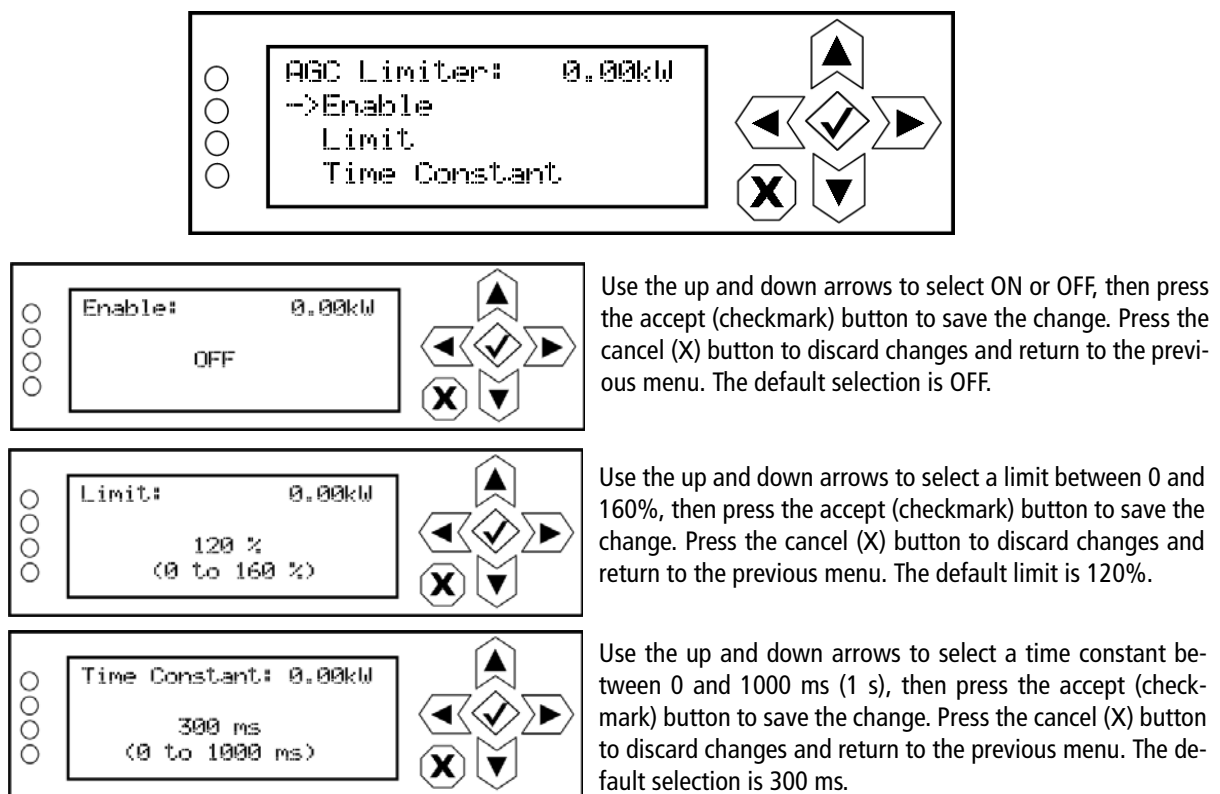 AGC Limiter: 0.00kW
->Enable
Limit
Time Constant
Enable: 0.00kW
OFF
Use the up and down arrows to select ON or OFF, then press
the accept (checkmark) button to save the change. Press the
cancel (X) button to discard changes and return to the previ-
ous menu. The default selection is OFF.
Limit: 0.00kW
120 %
(0 to 160 %)
Use the up and down arrows to select a limit between 0 and
160%, then press the accept (checkmark) button to save the
change. Press the cancel (X) button to discard changes and
return to the previous menu. The default limit is 120%.
Time Constant: 0.00kW
300 ms
(0 to 1000 ms)
Use the up and down arrows to select a time constant be-
tween 0 and 1000 ms (1 s), then press the accept (check-
mark) button to save the change. Press the cancel (X) button
to discard changes and return to the previous menu. The de-
fault selection is 300 ms.